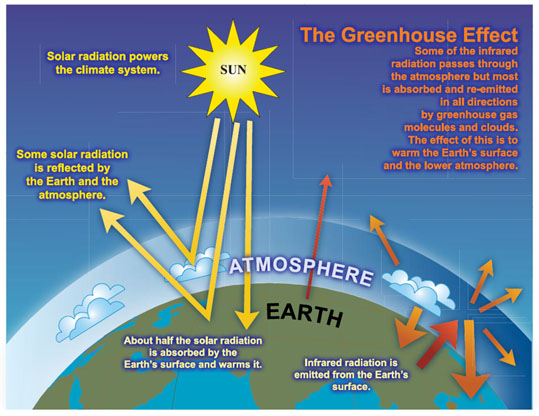 The Greenhouse Effect
Some of the infrared
radiation passes through
the atmosphere but most
is absorbed and re-emitted
in all directions
by greenhouse gas
molecules and clouds.
The effect of this is to
warm the Earth's surface
and the lower atmosphere.
Solar radiation powers
the climate system.
SUN
Some solar radiation
is reflected by
the Earth and the
atmosphere.
ATMOSPHERE
EARTH
About half the solar radiation
is absorbed by the
Earth's surface and warms it.
Infrared radiation is
emitted from the Earth's
surface.